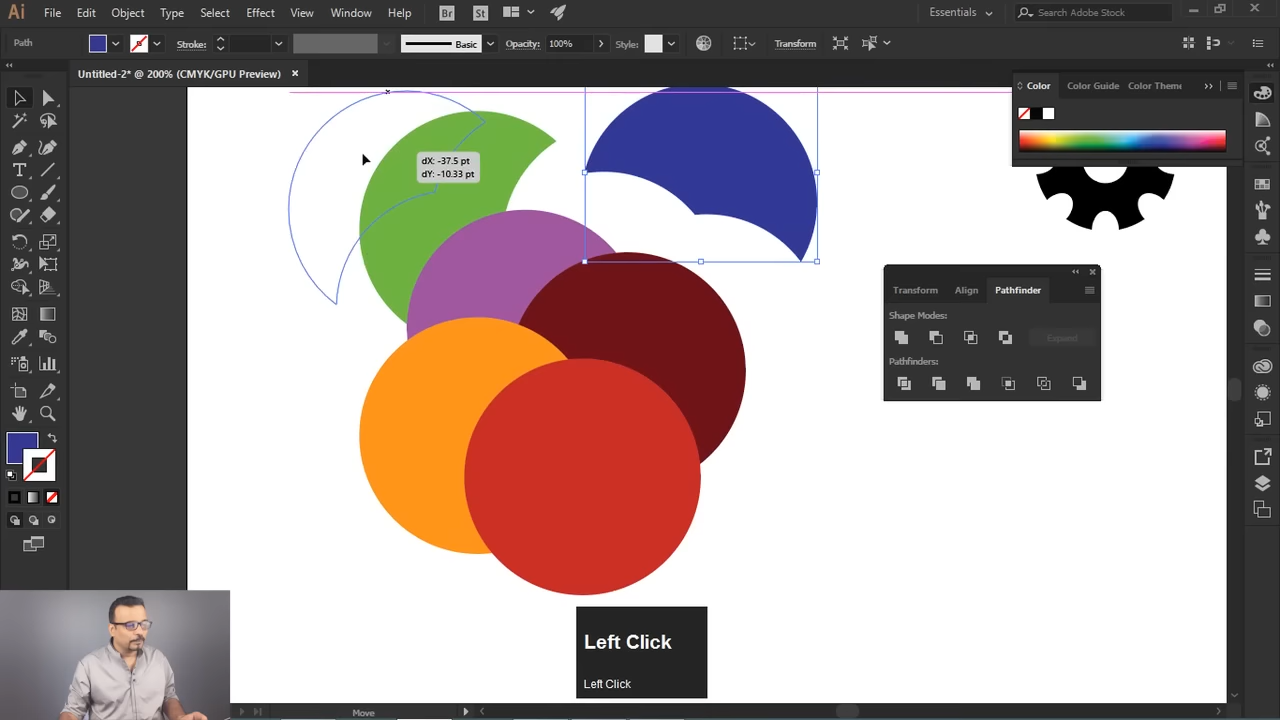 Ai File Edit Object Type Select Effect View Window Help Br St Essentials Search Adobe Stock
Path Stroke: Basic Opacity: 100% Style: Transform
Untitled-2* @ 200% (CMYK/GPU Preview) ×
Color Color Guide Color Theme
dX: -37.5 pt
dY: -10.33 pt
Transform Align Pathfinder
Shape Modes:
Expand
Pathfinders:
Left Click
Left Click
Move